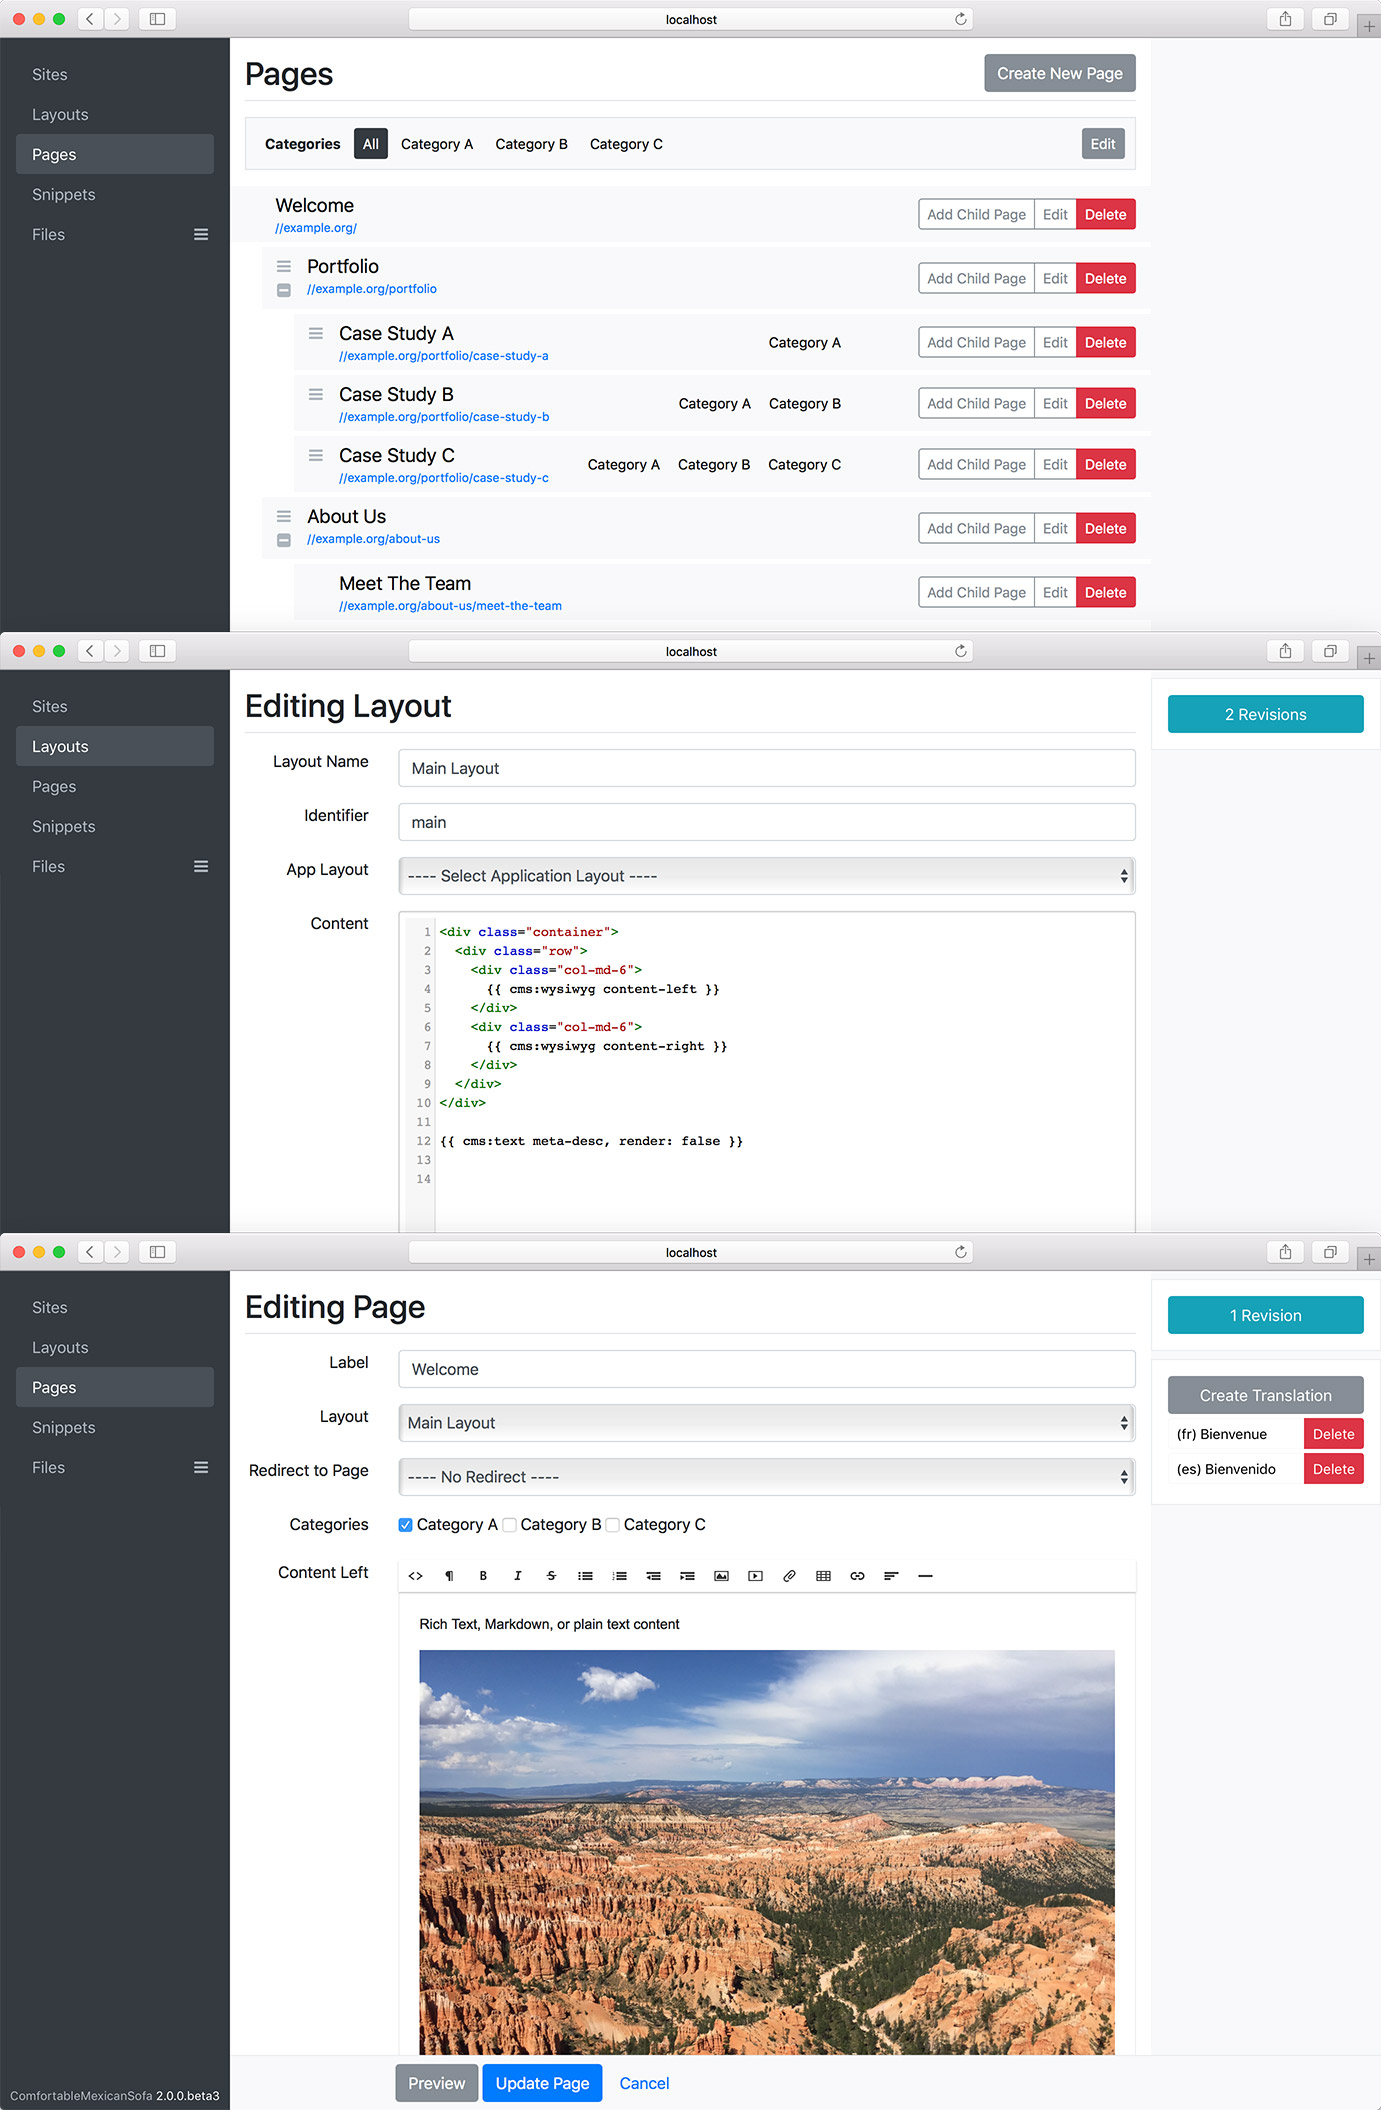 localhost
Sites
Layouts
Pages
Snippets
Files
Pages
Create New Page
Categories All Category A Category B Category C Edit
Welcome
//example.org/
Add Child Page Edit Delete
Portfolio
//example.org/portfolio
Add Child Page Edit Delete
Case Study A
//example.org/portfolio/case-study-a
Category A
Add Child Page Edit Delete
Case Study B
//example.org/portfolio/case-study-b
Category A Category B
Add Child Page Edit Delete
Case Study C
//example.org/portfolio/case-study-c
Category A Category B Category C
Add Child Page Edit Delete
About Us
//example.org/about-us
Add Child Page Edit Delete
Meet The Team
//example.org/about-us/meet-the-team
Add Child Page Edit Delete
localhost
Sites
Layouts
Pages
Snippets
Files
Editing Layout
Layout Name Main Layout
Identifier main
App Layout ---- Select Application Layout ----
Content
1 <div class="container">
2 <div class="row">
3 <div class="col-md-6">
4 {{ cms:wysiwyg content-left }}
5 </div>
6 <div class="col-md-6">
7 {{ cms:wysiwyg content-right }}
8 </div>
9 </div>
10 </div>
11
12 {{ cms:text meta-desc, render: false }}
13
14
2 Revisions
localhost
Sites
Layouts
Pages
Snippets
Files
Editing Page
Label Welcome
Layout Main Layout
Redirect to Page ---- No Redirect ----
Categories Category A Category B Category C
Content Left
Rich Text, Markdown, or plain text content
1 Revision
Create Translation
(fr) Bienvenue Delete
(es) Bienvenido Delete
Preview Update Page Cancel
ComfortableMexicanSofa 2.0.0.beta3